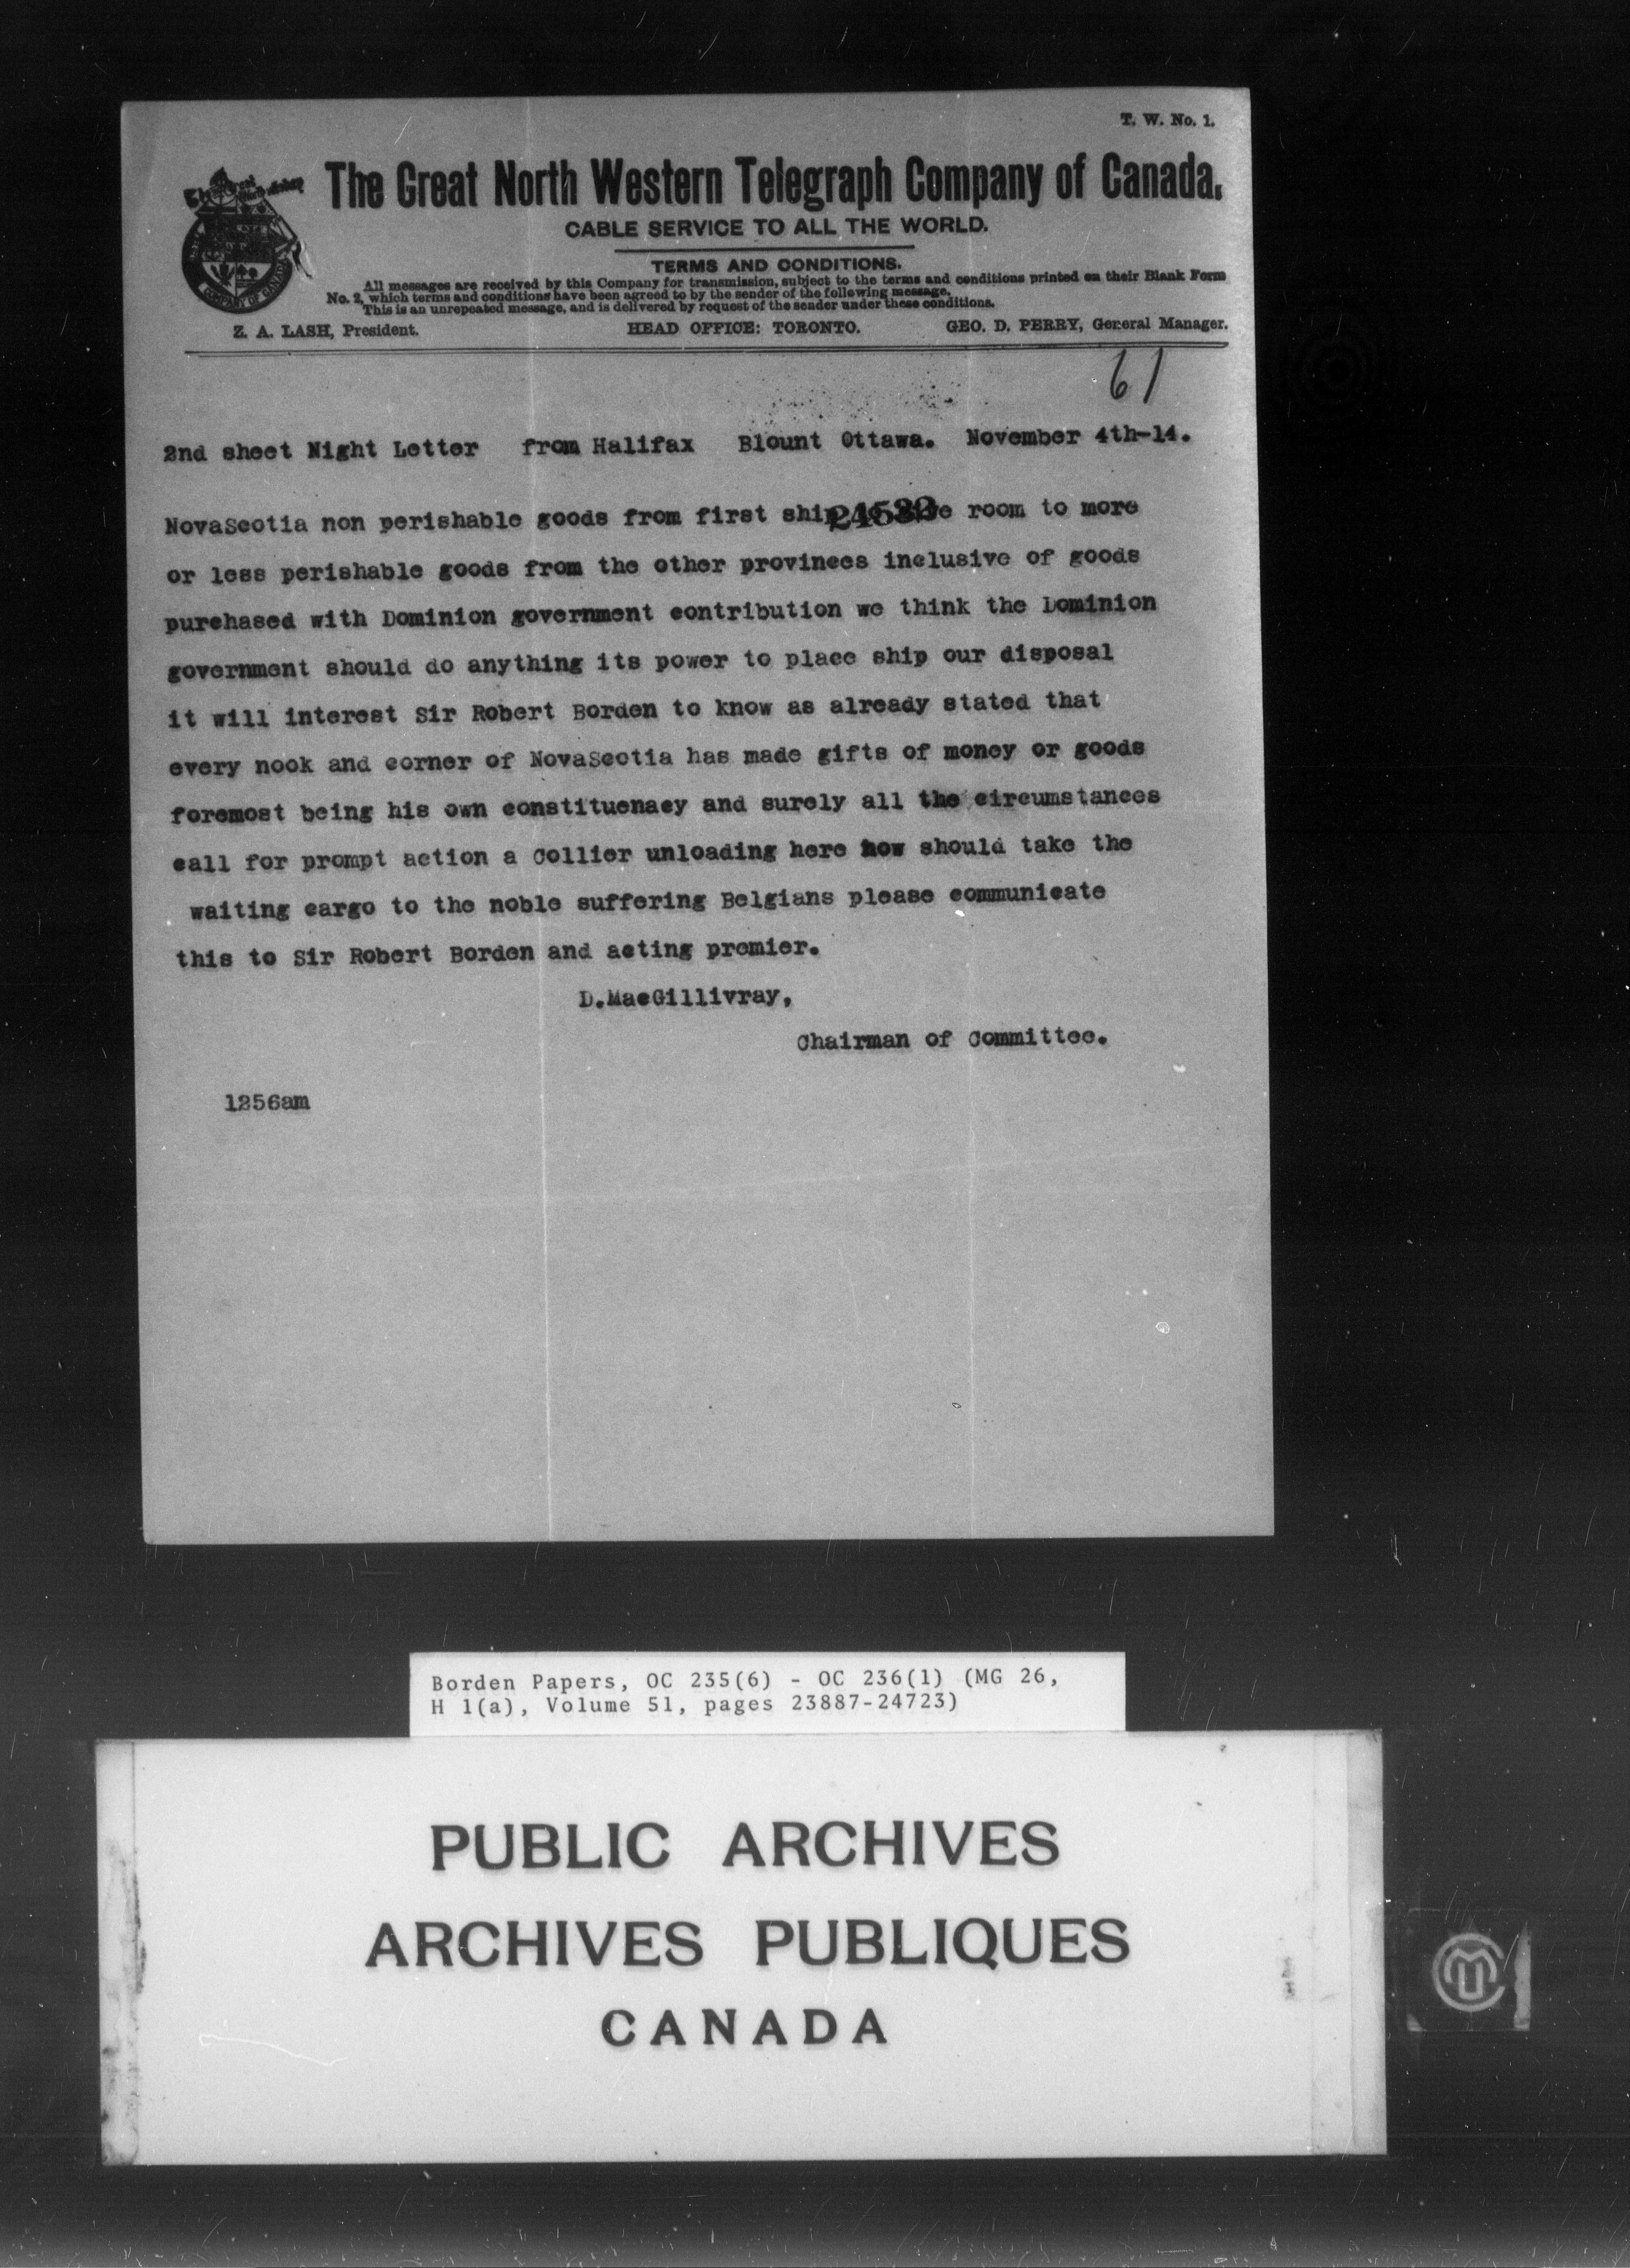 T. W. No. 1.
The Great North Western Telegraph Company of Canada.
CABLE SERVICE TO ALL THE WORLD.
TERMS AND CONDITIONS.
All messages are received by this Company for transmission, subject to the terms and conditions printed on their Blank Form
No. 2, which terms and conditions have been agreed to by the sender of the following message.
This is an unrepeated message, and is delivered by request of the sender under these conditions.
Z. A. LASH, President. HEAD OFFICE: TORONTO. GEO. D. PERRY, General Manager.
61
2nd sheet Night Letter from Halifax Blount Ottawa. November 4th-14.
24533
NovaScotia non perishable goods from first ship room to more
or less perishable goods from the other provinces inclusive of goods
purchased with Dominion government contribution we think the Dominion
government should do anything its power to place ship our disposal
it will interest Sir Robert Borden to know as already stated that
every nook and corner of NovaScotia has made gifts of money or goods
foremost being his own constituenacy and surely all the circumstances
call for prompt action a Collier unloading here now should take the
waiting cargo to the noble suffering Belgians please communicate
this to Sir Robert Borden and acting premier.
D.MacGillivray,
Chairman of Committee.
1256am
Borden Papers, OC 235(6) - OC 236(1) (MG 26,
H 1(a), Volume 51, pages 23887-24723)
PUBLIC ARCHIVES
ARCHIVES PUBLIQUES
CANADA